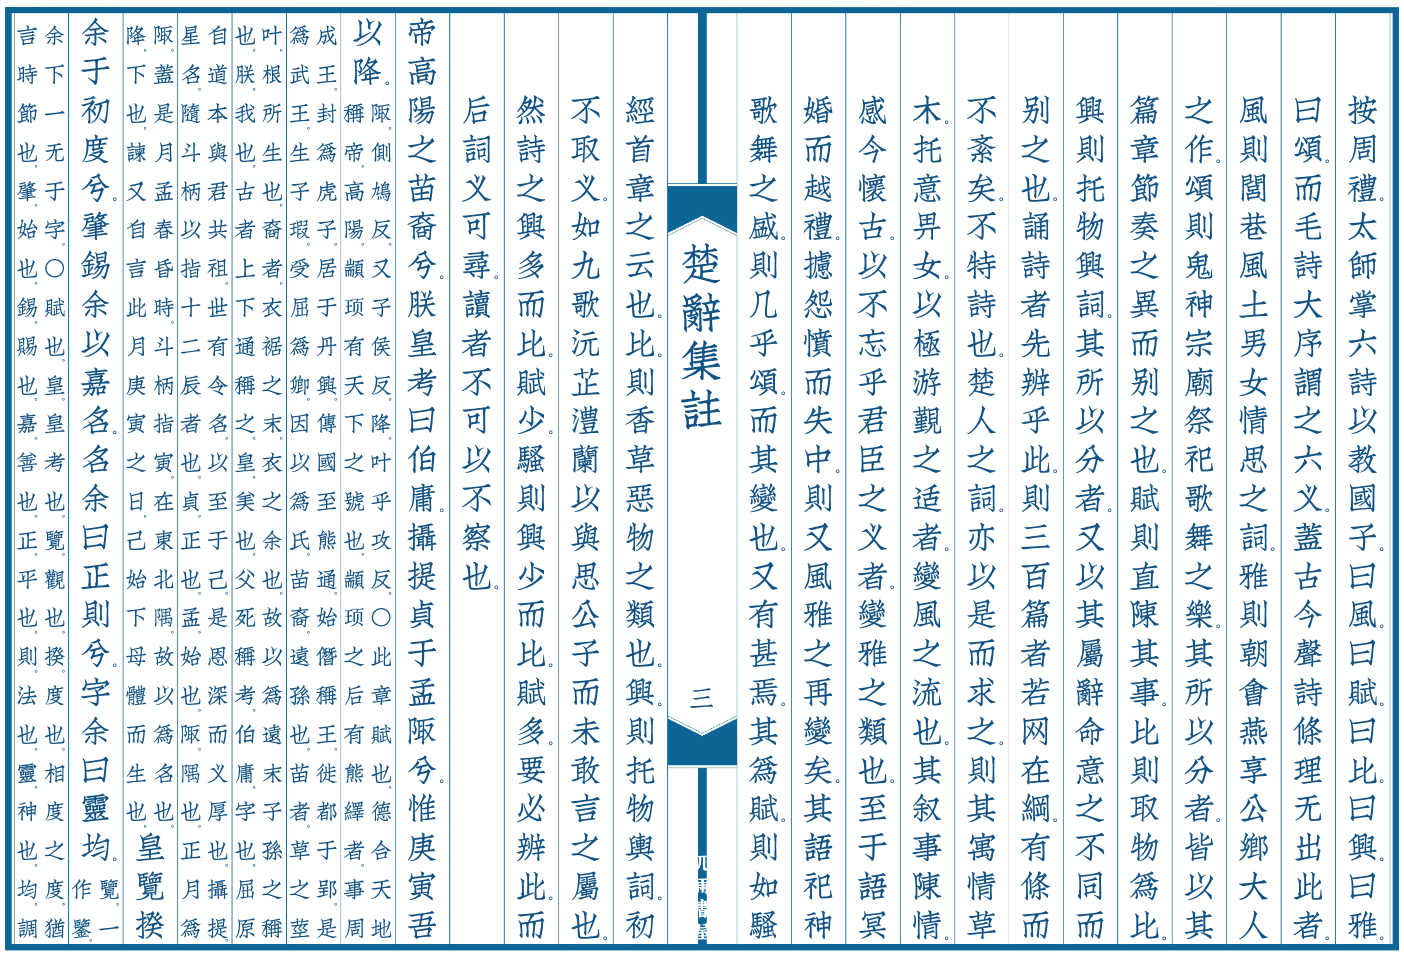 按周禮。太師掌六詩以教國子。曰風。曰賦。曰比。曰興。曰雅。
曰頌。而毛詩大序謂之六义。蓋古今聲詩條理无出此者。
風則閭巷風土男女情思之詞。雅則朝會燕享公鄉大人
之作。頌則鬼神宗廟祭祀歌舞之樂。其所以分者。皆以其
篇章節奏之異而别之也。賦則直陳其事。比則取物爲比。
興則托物興詞。其所以分者。又以其屬辭命意之不同而
别之也。誦詩者先辨乎此。則三百篇者若网在綱。有條而
不紊矣。不特詩也。楚人之詞。亦以是而求之。則其寓情草
木。托意畀女。以極游觀之适者。變風之流也。其叙事陳情。
感今懷古。以不忘乎君臣之义者。變雅之類也。至于語冥
婚而越禮。攄怨憤而失中。則又風雅之再變矣。其語祀神
歌舞之盛。則几乎頌。而其變也。又有甚焉。其爲賦。則如騷
楚辭集註
三
經首章之云也。比。則香草惡物之類也。興。則托物輿詞。初
不取义。如九歌沅芷澧蘭以與思公子而未敢言之屬也。
然詩之興多而比。賦少。騷則興少而比。賦多。要必辨此。而
后詞义可尋。讀者不可以不察也。
帝高陽之苗裔兮。朕皇考曰伯庸。攝提貞于孟陬兮。惟庚寅吾
以降。
陬側鳩反。又子侯反。降叶乎攻反。〇此章賦也。德合天地
稱帝。高陽。顓顼有天下之號也。顓顼之后有熊繹者。事周
成王。封爲虎子。居于丹興。傳國至熊通。始僭稱王。徙都于郢。是
爲武王。王生子瑕。受屈爲卿。因以爲氏。苗裔遠孫也。苗者。草之莖
叶。根所生也。裔者。衣裾之末。衣之余也。故以爲遠末子孫之稱
也。朕。我也。古者上下通稱之。皇。美也。父死稱考。伯庸。字也。屈原
自道本與君共祖。世有令名。以至于己。是恩深而义厚也。攝提。
星名。隨斗柄以指十二辰者也。貞。正也。孟。始也。陬。隅也。正月爲
陬。蓋是月孟春昏時。斗柄指寅。在東北隅。故以爲名也。
降。下也。諫又自言此月庚寅之日。己始下母體而生也。
皇覽揆
余于初度兮。肇錫余以嘉名。名余曰正則兮。字余曰靈均。
覽。一
作鑒。
余下一无于字。〇賦也。皇。皇考也。覽。觀也。揆。度也。相度之度。猶
言時節也。肇。始也。錫。賜也。嘉。善也。正。平也。則。法也。靈。神也。均。調